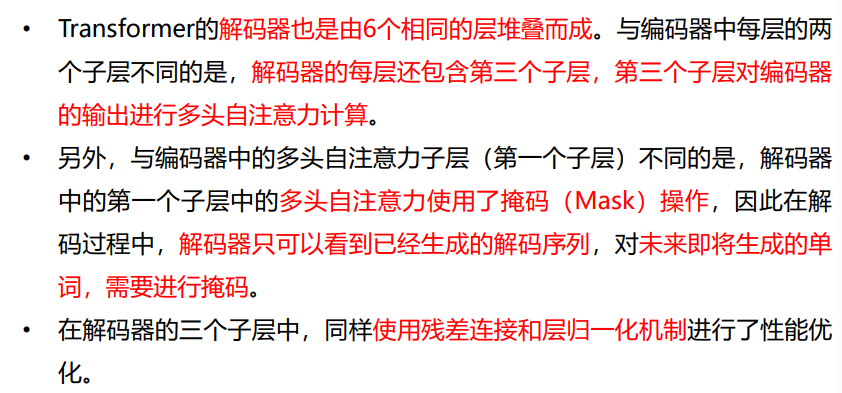 • Transformer的解码器也是由6个相同的层堆叠而成。与编码器中每层的两
个子层不同的是，解码器的每层还包含第三个子层，第三个子层对编码器
的输出进行多头自注意力计算。
• 另外，与编码器中的多头自注意力子层（第一个子层）不同的是，解码器
中的第一个子层中的多头自注意力使用了掩码（Mask）操作，因此在解
码过程中，解码器只可以看到已经生成的解码序列，对未来即将生成的单
词，需要进行掩码。
• 在解码器的三个子层中，同样使用残差连接和层归一化机制进行了性能优
化。